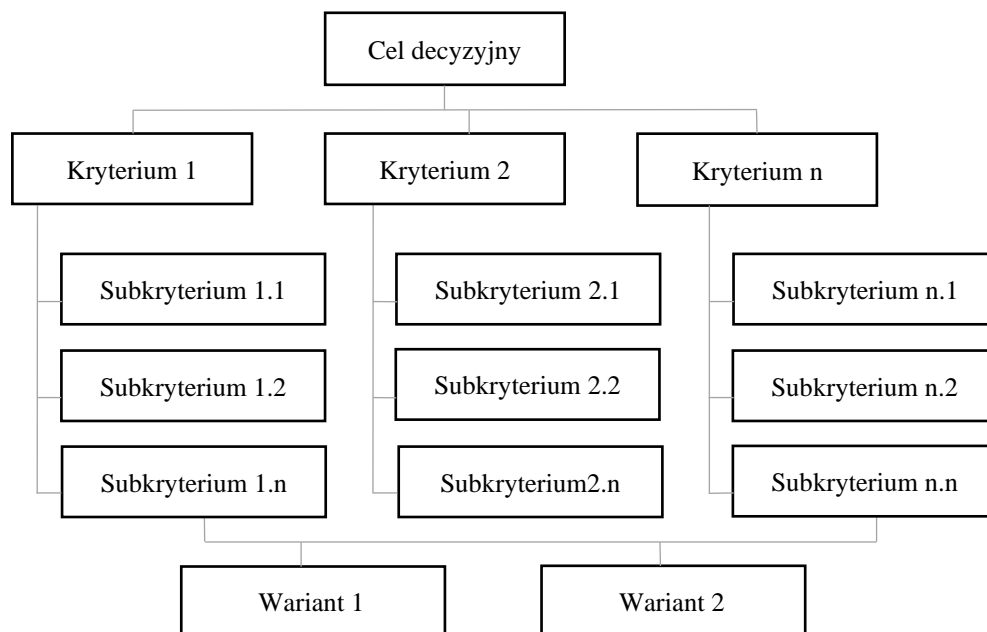 Cel decyzyjny
Kryterium 1
Kryterium 2
Kryterium n
Subkryterium 1.1
Subkryterium 2.1
Subkryterium n.1
Subkryterium 1.2
Subkryterium 2.2
Subkryterium n.2
Subkryterium 1.n
Subkryterium2.n
Subkryterium n.n
Wariant 1
Wariant 2